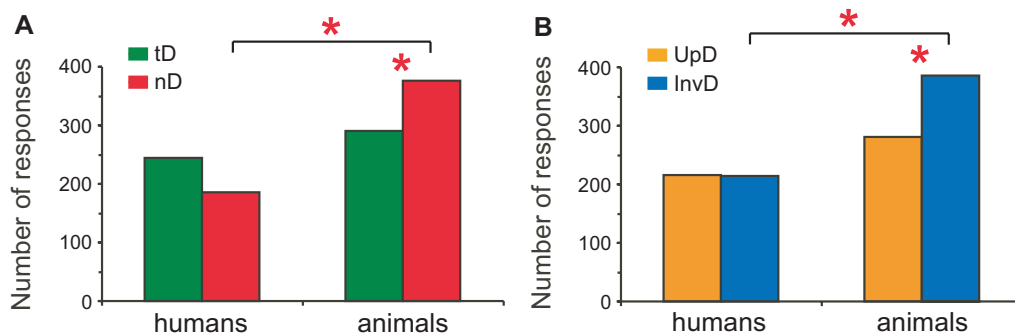 A
tD
nD
*
*
Number of responses
400
300
200
100
0
humans animals
B
UpD
InvD
*
*
Number of responses
400
300
200
100
0
humans animals